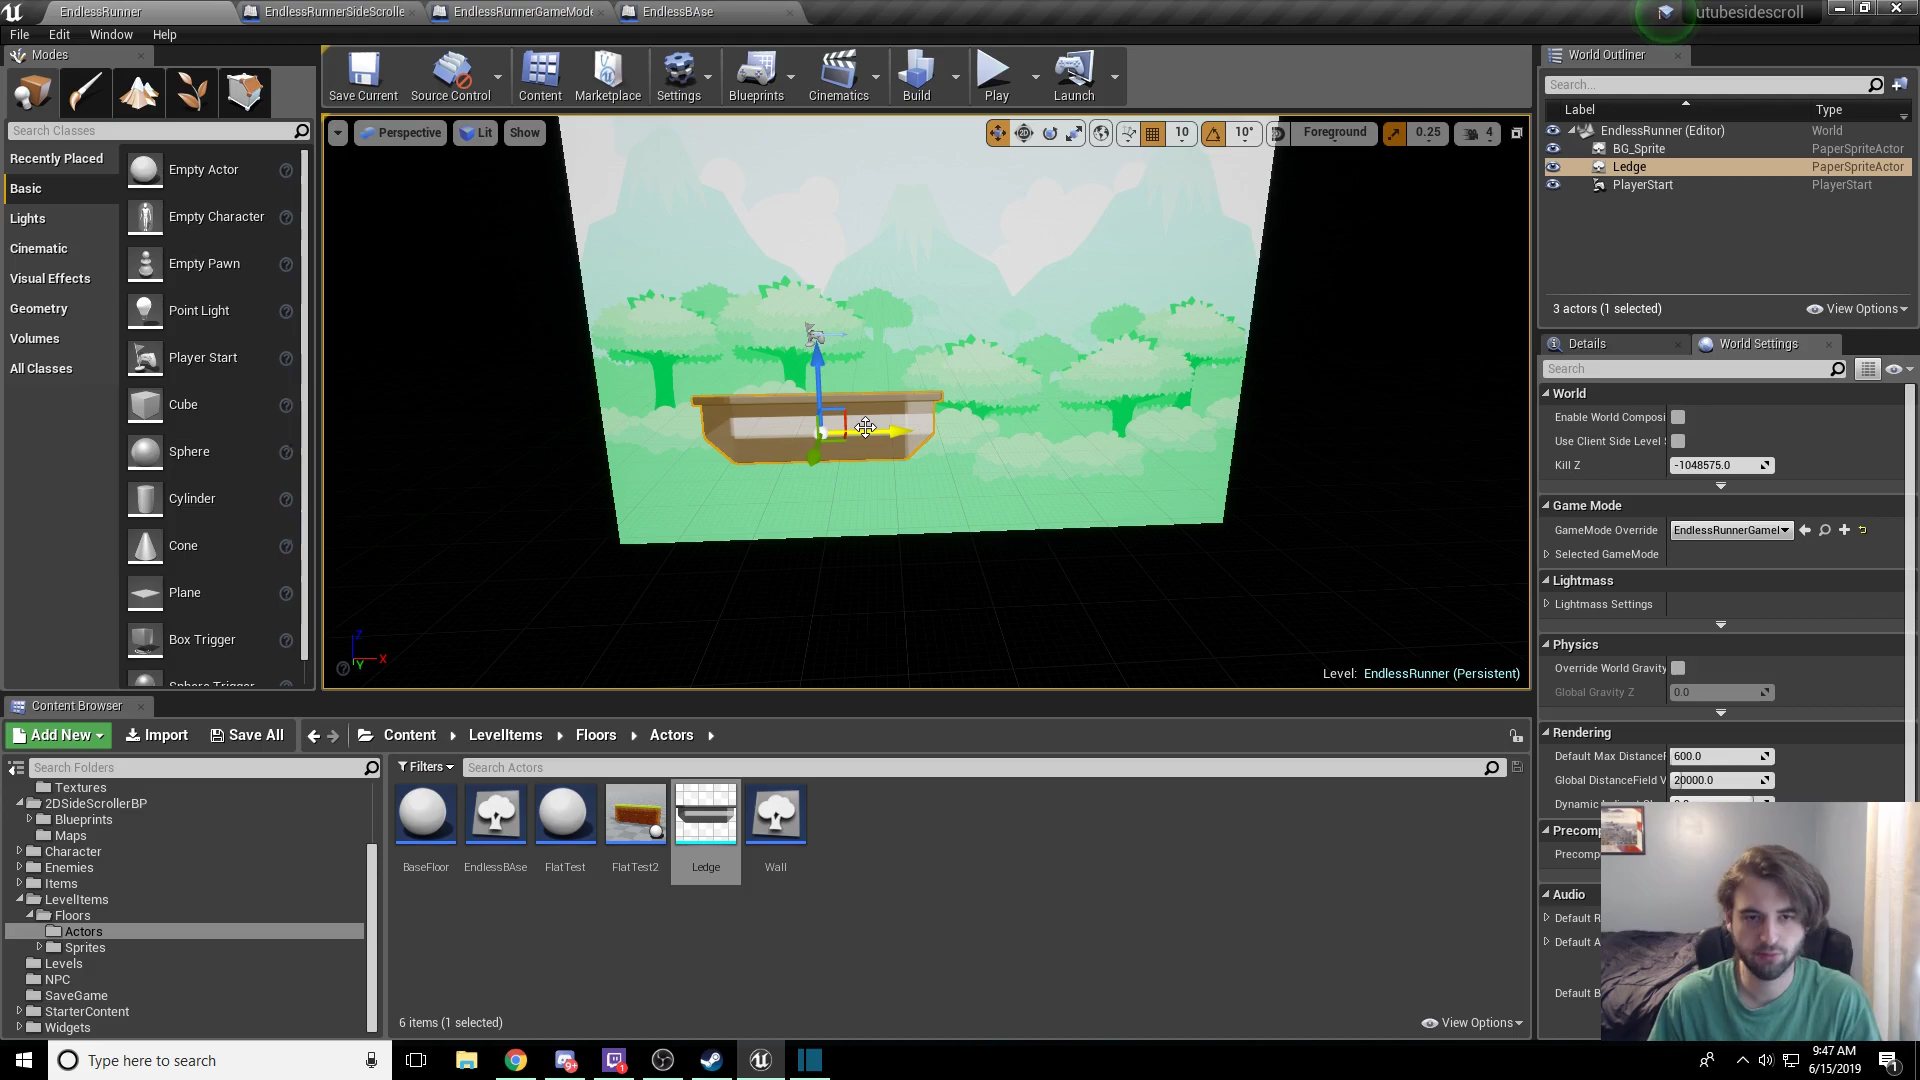 EndlessRunner
EndlessRunnerSideScrolle
EndlessRunnerGameMode
EndlessBAse
utubesidescroll
File
Edit
Window
Help
Modes
Search Classes
Recently Placed
Basic
Lights
Cinematic
Visual Effects
Geometry
Volumes
All Classes
Empty Actor
Empty Character
Empty Pawn
Point Light
Player Start
Cube
Sphere
Cylinder
Cone
Plane
Box Trigger
Sphere Trigger
Save Current
Source Control
Content
Marketplace
Settings
Blueprints
Cinematics
Build
Play
Launch
Perspective
Lit
Show
10
10°
Foreground
0.25
4
Z
X
Y
Level: EndlessRunner (Persistent)
World Outliner
Search...
Label
Type
EndlessRunner (Editor)
World
BG_Sprite
PaperSpriteActor
Ledge
PaperSpriteActor
PlayerStart
PlayerStart
3 actors (1 selected)
View Options
Details
World Settings
Search
World
Enable World Composi
Use Client Side Level
Kill Z
-1048575.0
Game Mode
GameMode Override
EndlessRunnerGameI
Selected GameMode
Lightmass
Lightmass Settings
Physics
Override World Gravity
Global Gravity Z
0.0
Rendering
Default Max DistanceF
600.0
Global DistanceField V
20000.0
Precomp
Precomp
Audio
Default R
Default A
Default B
Content Browser
Add New
Import
Save All
Content
LevelItems
Floors
Actors
Search Folders
Filters
Search Actors
Textures
2DSideScrollerBP
Blueprints
Maps
Character
Enemies
Items
LevelItems
Floors
Actors
Sprites
Levels
NPC
SaveGame
StarterContent
Widgets
BaseFloor
EndlessBAse
FlatTest
FlatTest2
Ledge
Wall
6 items (1 selected)
View Options
Type here to search
9:47 AM
6/15/2019